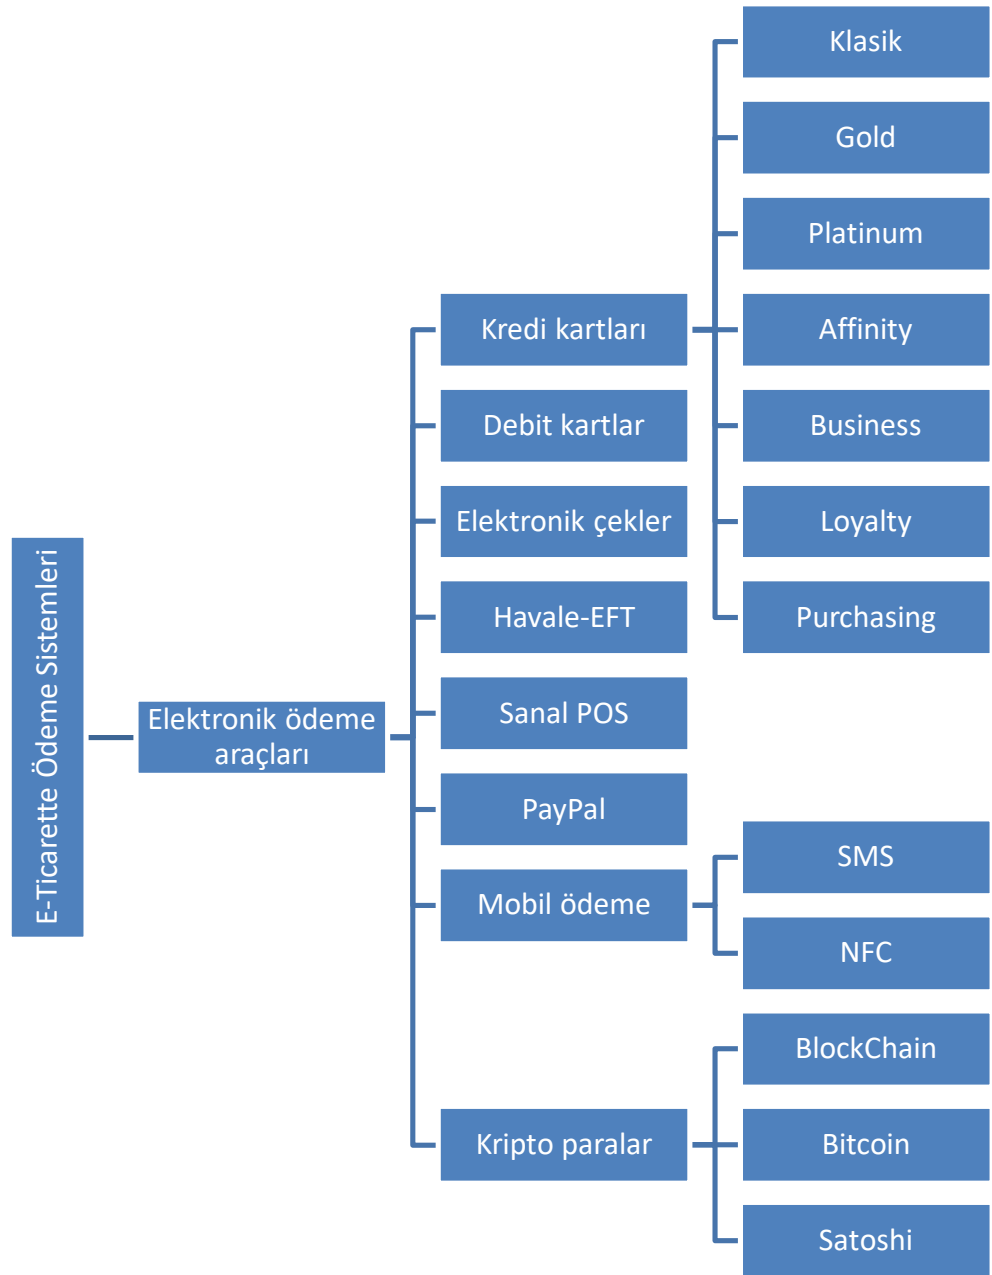 E-Ticarette Ödeme Sistemleri
Elektronik ödeme
araçları
Kredi kartları
Klasik
Gold
Platinum
Affinity
Business
Loyalty
Purchasing
Debit kartlar
Elektronik çekler
Havale-EFT
Sanal POS
PayPal
Mobil ödeme
SMS
NFC
Kripto paralar
BlockChain
Bitcoin
Satoshi